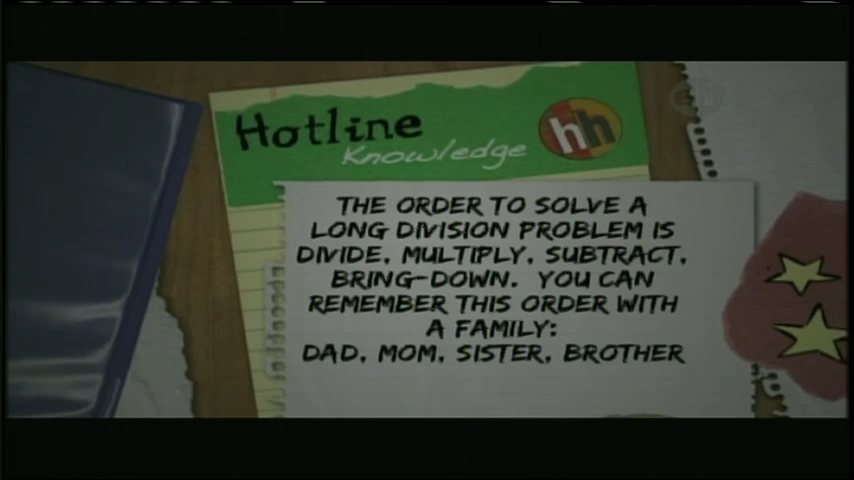 Hotline
Knowledge
hh
THE ORDER TO SOLVE A
LONG DIVISION PROBLEM IS
DIVIDE, MULTIPLY, SUBTRACT,
BRING-DOWN. YOU CAN
REMEMBER THIS ORDER WITH
A FAMILY:
DAD, MOM, SISTER, BROTHER